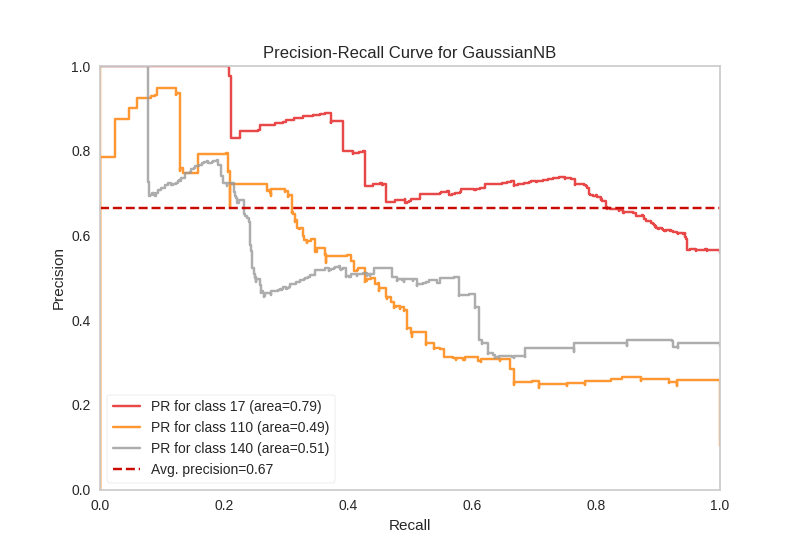 Precision-Recall Curve for GaussianNB
1.0
0.8
0.6
0.4
0.2
0.0
Precision
PR for class 17 (area=0.79)
PR for class 110 (area=0.49)
PR for class 140 (area=0.51)
Avg. precision=0.67
0.0 0.2 0.4 0.6 0.8 1.0
Recall